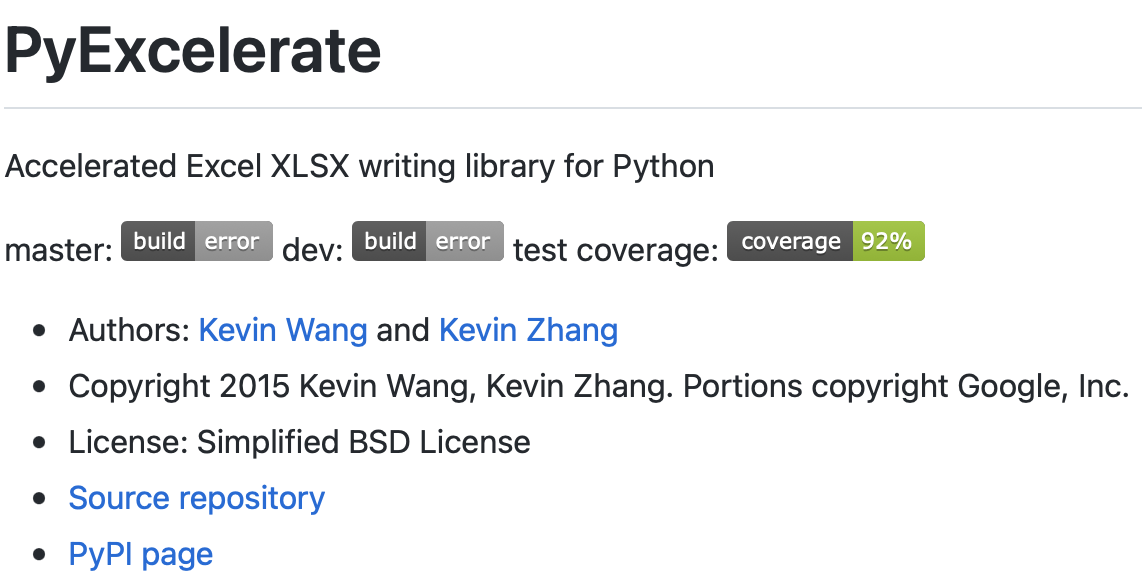 PyExcelerate
Accelerated Excel XLSX writing library for Python
master: build error dev: build error test coverage: coverage 92%
• Authors: Kevin Wang and Kevin Zhang
• Copyright 2015 Kevin Wang, Kevin Zhang. Portions copyright Google, Inc.
• License: Simplified BSD License
• Source repository
• PyPI page